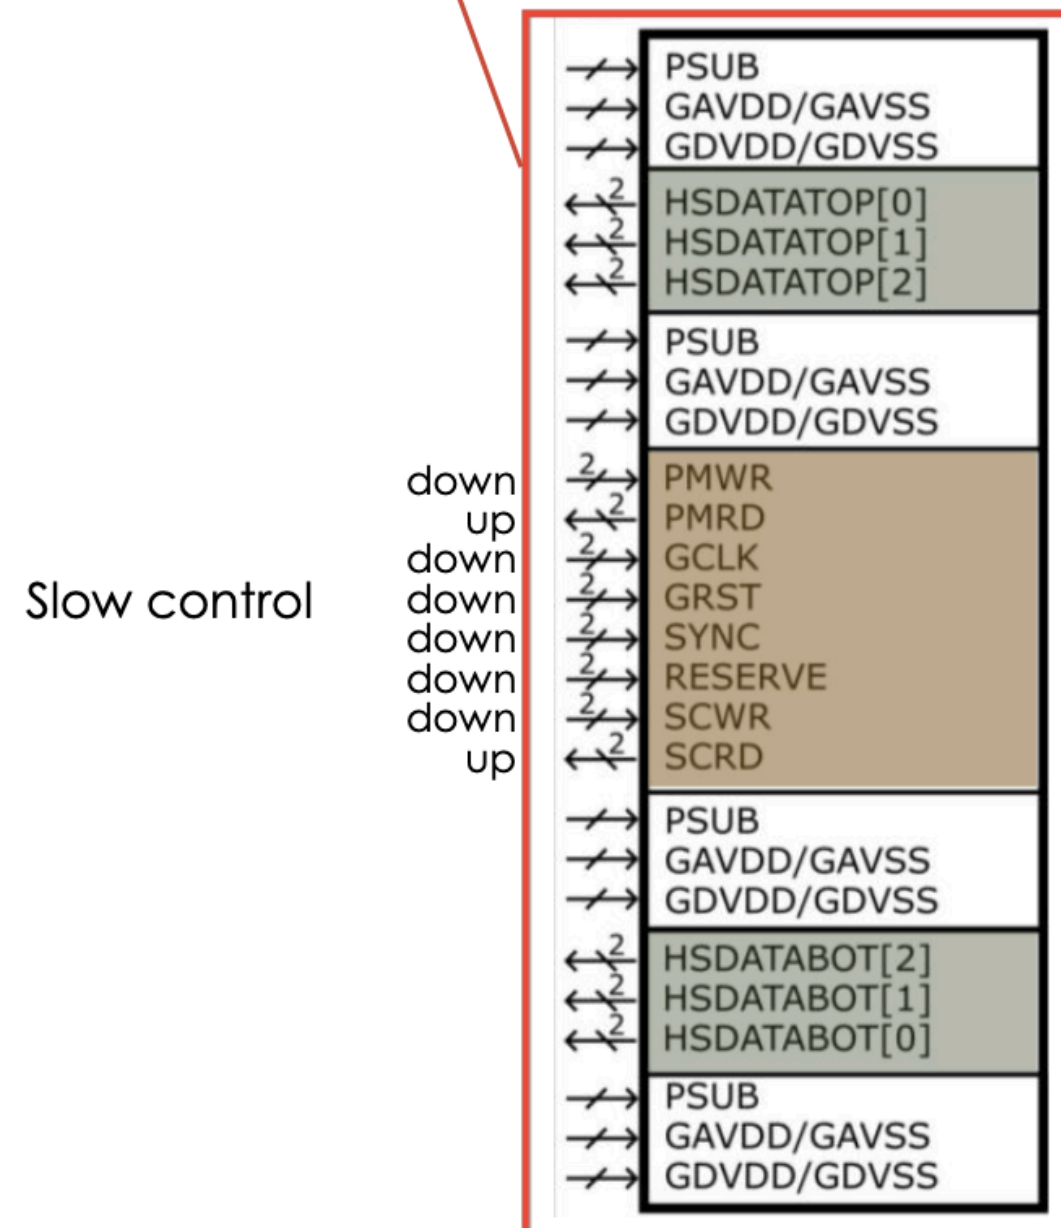 PSUB
GAVDD/GAVSS
GDVDD/GDVSS
2 HSDATATOP[0]
2 HSDATATOP[1]
2 HSDATATOP[2]
PSUB
GAVDD/GAVSS
GDVDD/GDVSS
down 2 PMWR
up 2 PMRD
down 2 GCLK
Slow control down 2 GRST
down 2 SYNC
down 2 RESERVE
down 2 SCWR
up 2 SCRD
PSUB
GAVDD/GAVSS
GDVDD/GDVSS
2 HSDATABOT[2]
2 HSDATABOT[1]
2 HSDATABOT[0]
PSUB
GAVDD/GAVSS
GDVDD/GDVSS